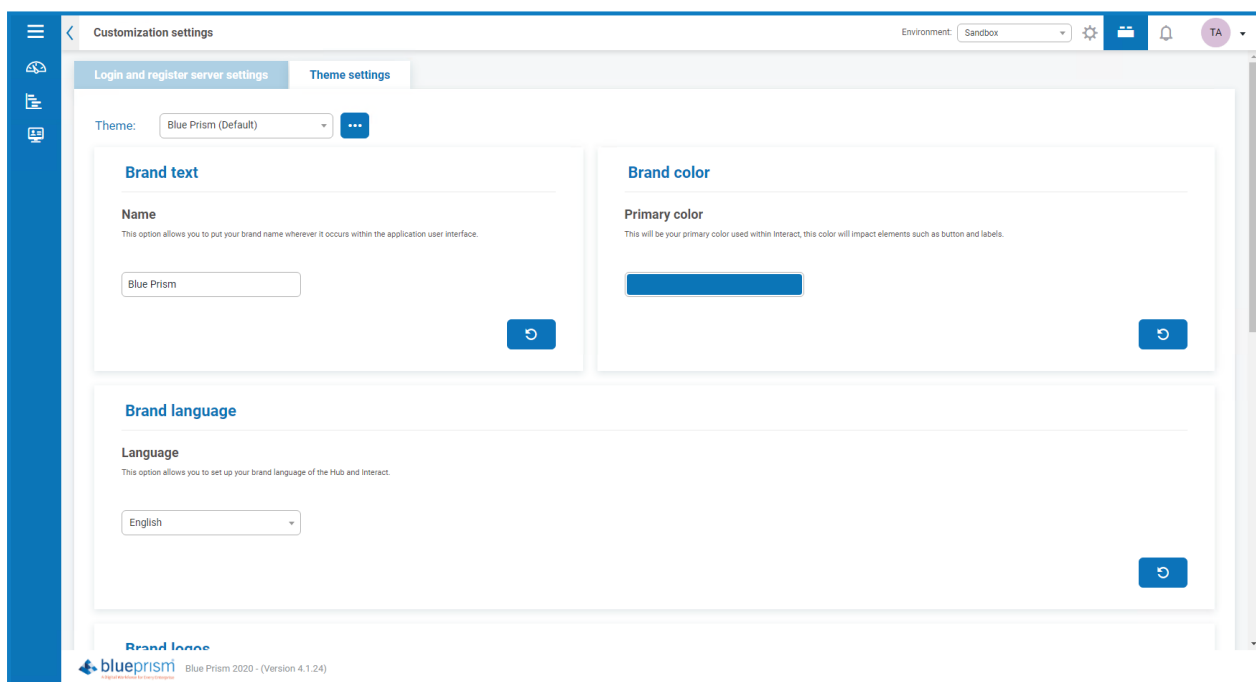 Customization settings
Environment: Sandbox
TA
Login and register server settings
Theme settings
Theme: Blue Prism (Default)
Brand text
Name
This option allows you to put your brand name wherever it occurs within the application user interface.
Blue Prism
Brand color
Primary color
This will be your primary color used within Interact, this color will impact elements such as button and labels.
Brand language
Language
This option allows you to set up your brand language of the Hub and Interact.
English
Brand logos
blueprism
Blue Prism 2020 - (Version 4.1.24)